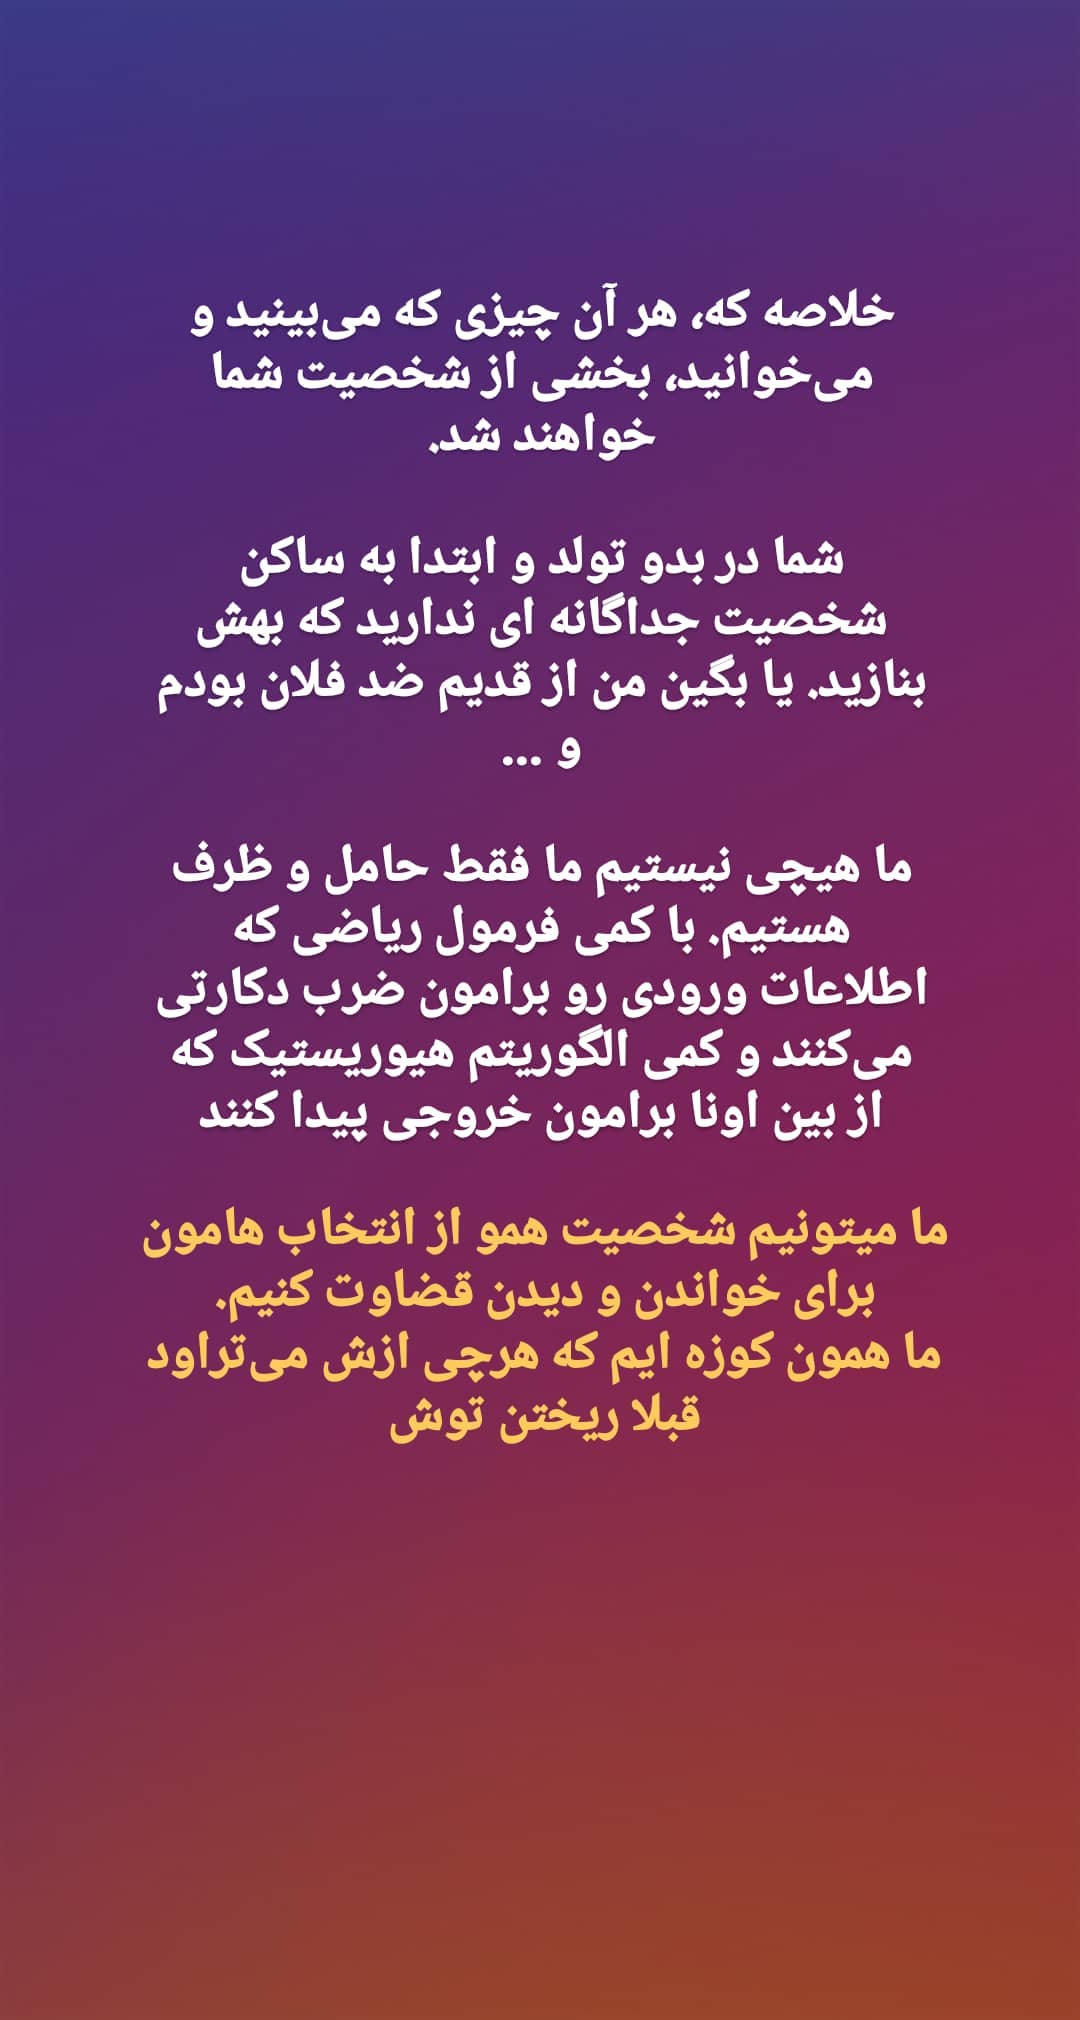 خلاصه که، هر آن چیزی که می‌بینید و
می‌خوانید، بخشی از شخصیت شما
خواهند شد.
شما در بدو تولد و ابتدا به ساکن
شخصیت جداگانه ای ندارید که بهش
بنازید. یا بگین من از قدیم ضد فلان بودم
و ...
ما هیچی نیستیم ما فقط حامل و ظرف
هستیم. با کمی فرمول ریاضی که
اطلاعات ورودی رو برامون ضرب دکارتی
می‌کنند و کمی الگوریتم هیوریستیک که
از بین اونا برامون خروجی پیدا کنند
ما میتونیم شخصیت همو از انتخاب هامون
برای خواندن و دیدن قضاوت کنیم.
ما همون کوزه ایم که هرچی ازش می‌تراود
قبلا ریختن توش